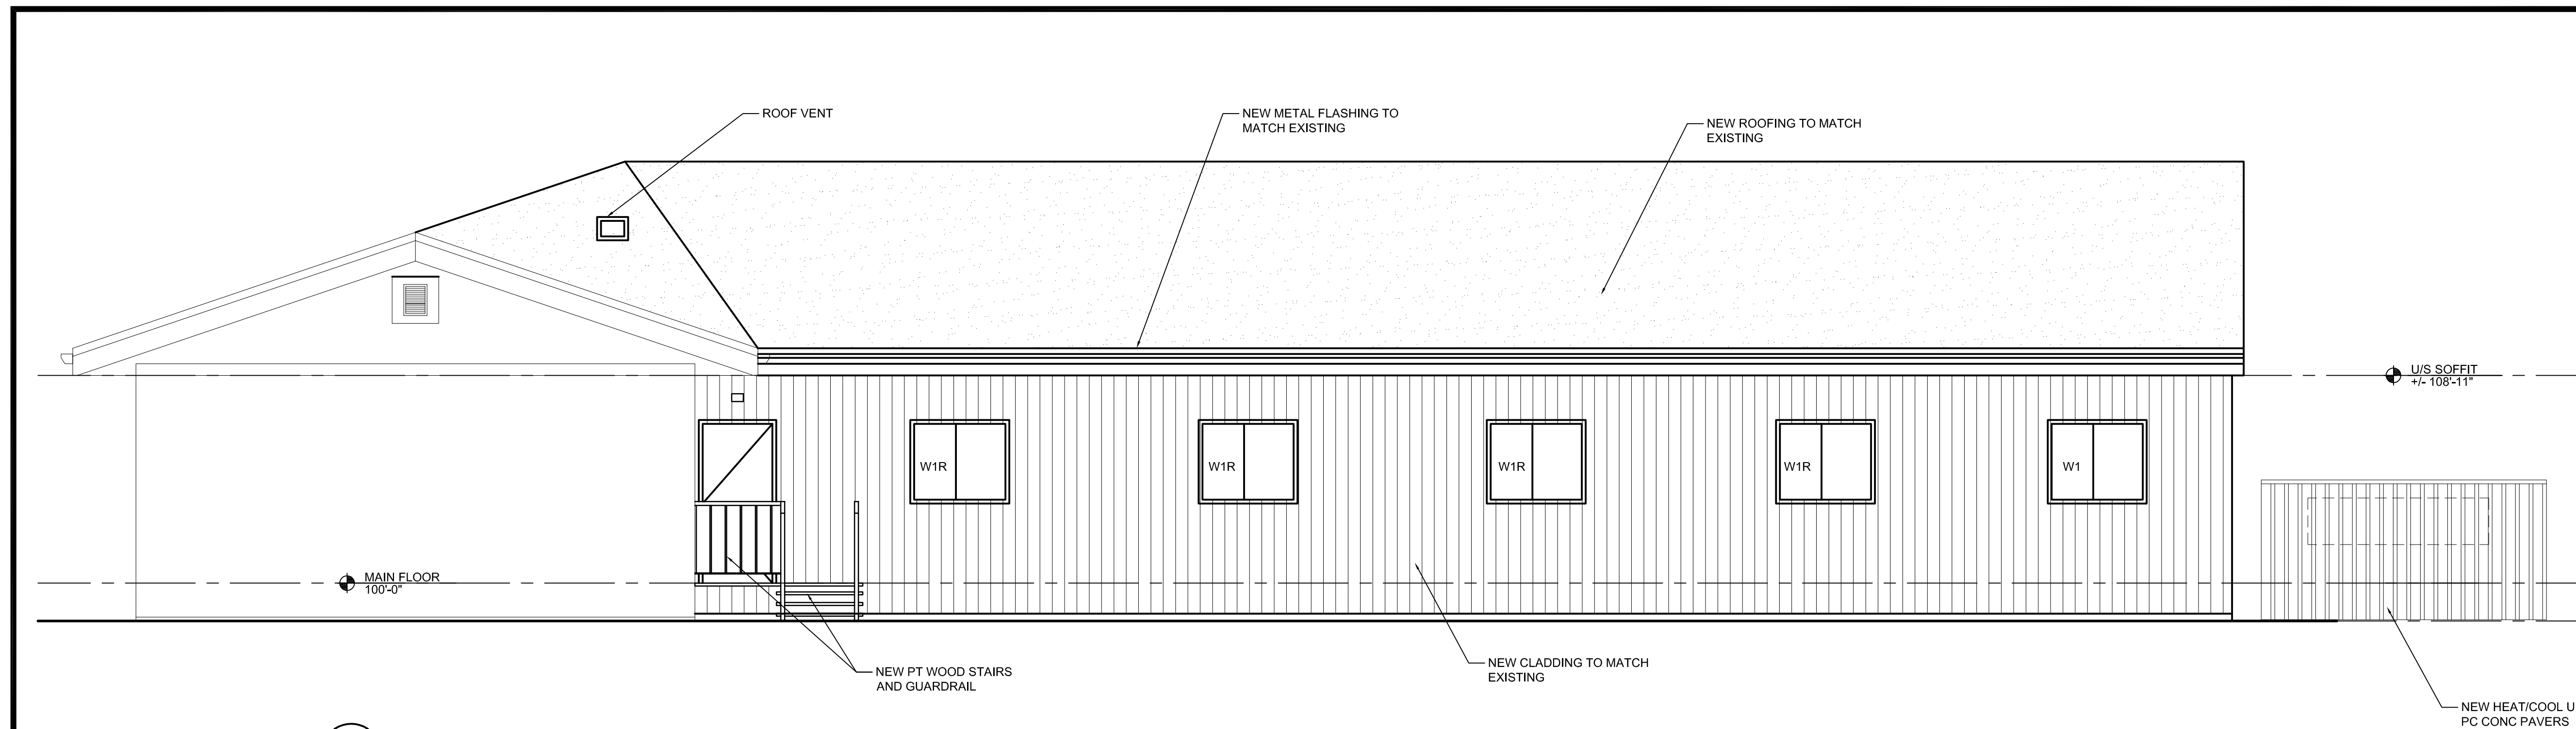 ROOF VENT
NEW METAL FLASHING TO
MATCH EXISTING
NEW ROOFING TO MATCH
EXISTING
U/S SOFFIT
+/- 108'-11"
W1R
W1R
W1R
W1R
W1
MAIN FLOOR
100'-0"
NEW PT WOOD STAIRS
AND GUARDRAIL
NEW CLADDING TO MATCH
EXISTING
NEW HEAT/COOL U
PC CONC PAVERS